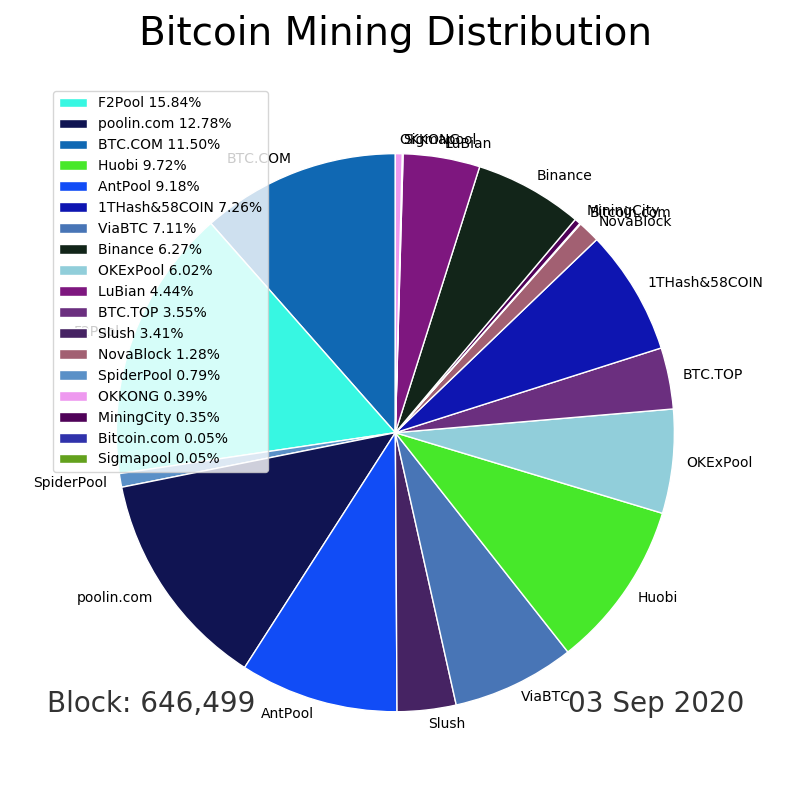 Bitcoin Mining Distribution
F2Pool 15.84%
poolin.com 12.78%
BTC.COM 11.50%
Huobi 9.72%
AntPool 9.18%
1THash&58COIN 7.26%
ViaBTC 7.11%
Binance 6.27%
OKExPool 6.02%
LuBian 4.44%
BTC.TOP 3.55%
Slush 3.41%
NovaBlock 1.28%
SpiderPool 0.79%
OKKONG 0.39%
MiningCity 0.35%
Bitcoin.com 0.05%
Sigmapool 0.05%
OKKONG
Sigmapool
LuBian
BTC.COM
Binance
MiningCity
Bitcoin.com
NovaBlock
1THash&58COIN
F2Pool
BTC.TOP
OKExPool
SpiderPool
poolin.com
Huobi
ViaBTC
AntPool
Slush
Block: 646,499
03 Sep 2020